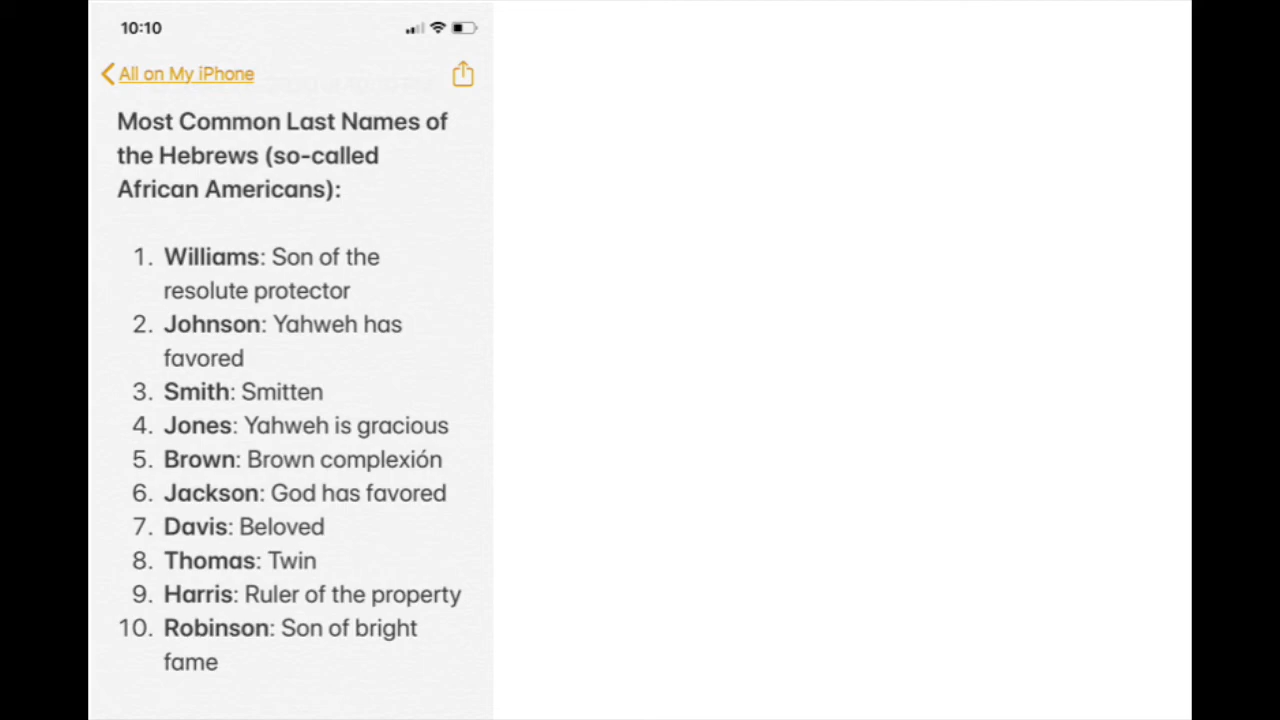 10:10
All on My iPhone
Most Common Last Names of
the Hebrews (so-called
African Americans):
1. Williams: Son of the
resolute protector
2. Johnson: Yahweh has
favored
3. Smith: Smitten
4. Jones: Yahweh is gracious
5. Brown: Brown complexión
6. Jackson: God has favored
7. Davis: Beloved
8. Thomas: Twin
9. Harris: Ruler of the property
10. Robinson: Son of bright
fame